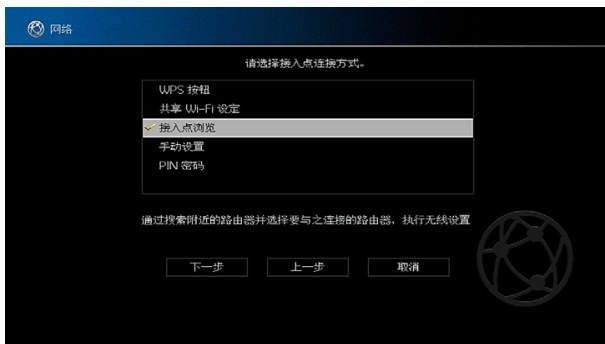 网络
请选择接入点连接方式。
WPS 按钮
共享 Wi-Fi 设定
接入点浏览
手动设置
PIN 密码
通过搜索附近的路由器并选择要与之连接的路由器，执行无线设置
下一步 上一步 取消